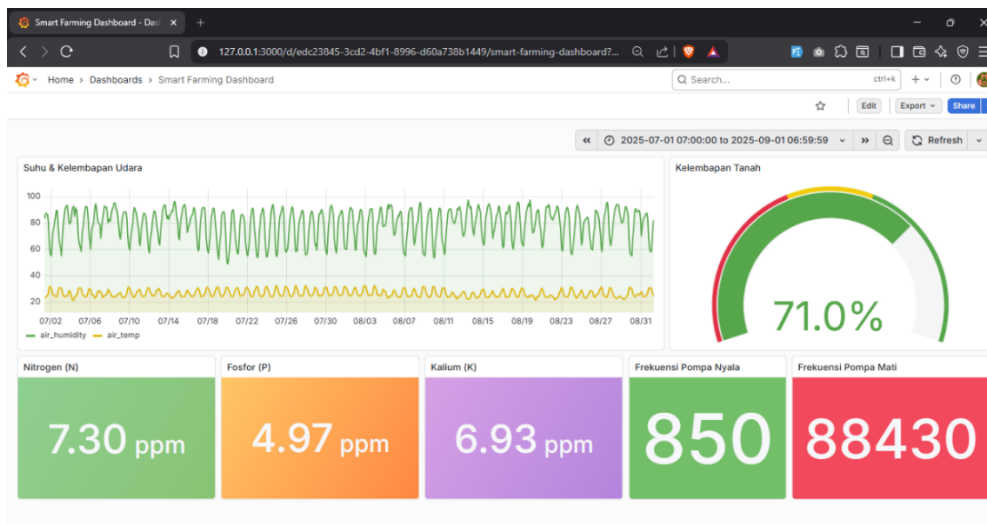 Smart Farming Dashboard - Das
127.0.0.1:3000/d/edc23845-3cd2-4bf1-8996-d60a738b1449/smart-farming-dashboard?...
Home > Dashboards > Smart Farming Dashboard
Search...
ctrl+k
Edit
Export
Share
2025-07-01 07:00:00 to 2025-09-01 06:59:59
Refresh
Suhu & Kelembapan Udara
100
80
60
40
20
07/02 07/06 07/10 07/14 07/18 07/22 07/26 07/30 08/03 08/07 08/11 08/15 08/19 08/23 08/27 08/31
air_humidity air_temp
Kelembapan Tanah
71.0%
Nitrogen (N)
7.30 ppm
Fosfor (P)
4.97 ppm
Kalium (K)
6.93 ppm
Frekuensi Pompa Nyala
850
Frekuensi Pompa Mati
88430